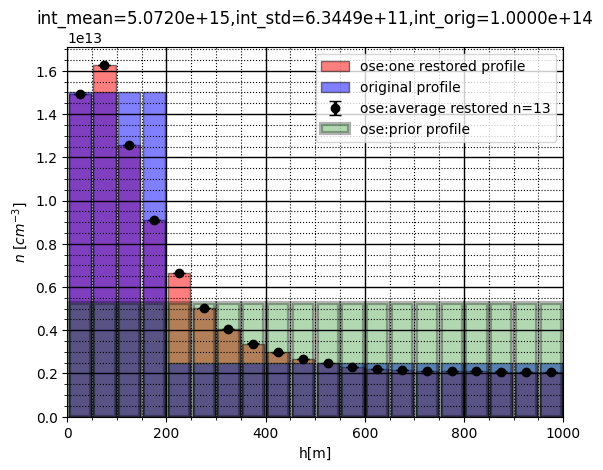 int_mean=5.0720e+15,int_std=6.3449e+11,int_orig=1.0000e+14
1e13
ose:one restored profile
original profile
ose:average restored n=13
ose:prior profile
1.6
1.4
1.2
1.0
0.8
0.6
0.4
0.2
0.0
n [cm⁻³]
0 200 400 600 800 1000
h[m]